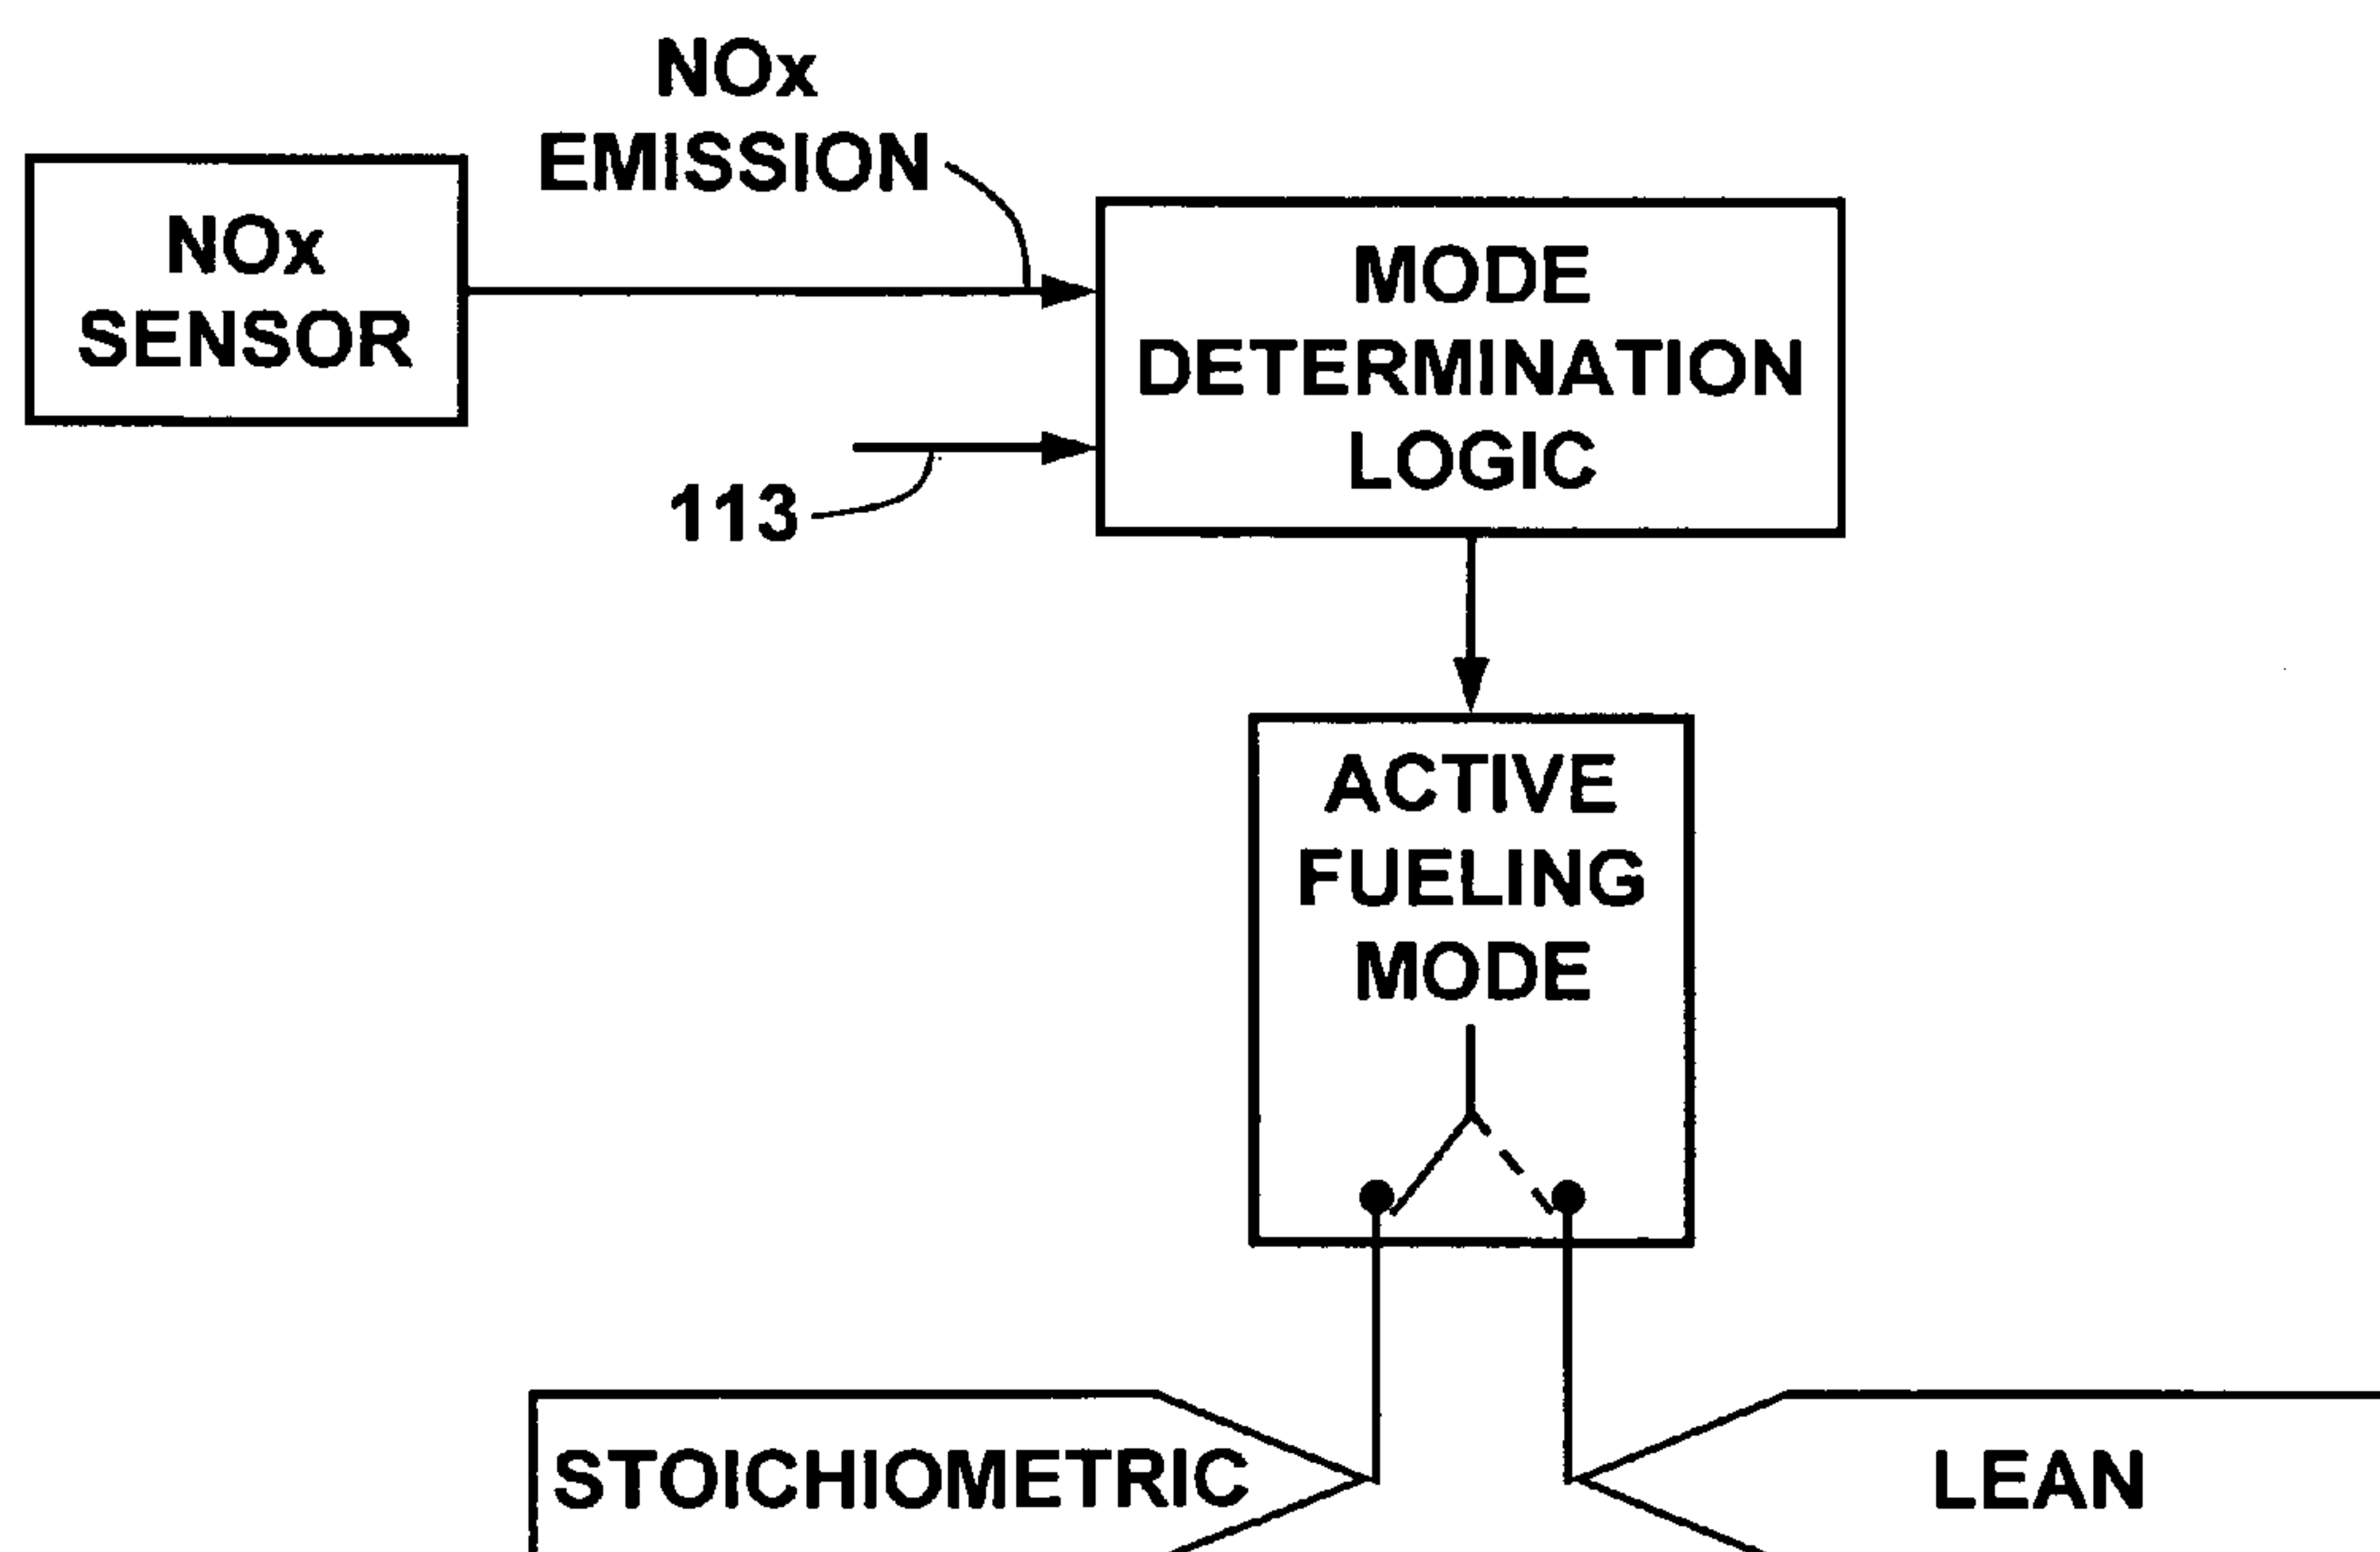 NOx
EMISSION
NOx
SENSOR
MODE
DETERMINATION
LOGIC
113
ACTIVE
FUELING
MODE
STOICHIOMETRIC
LEAN